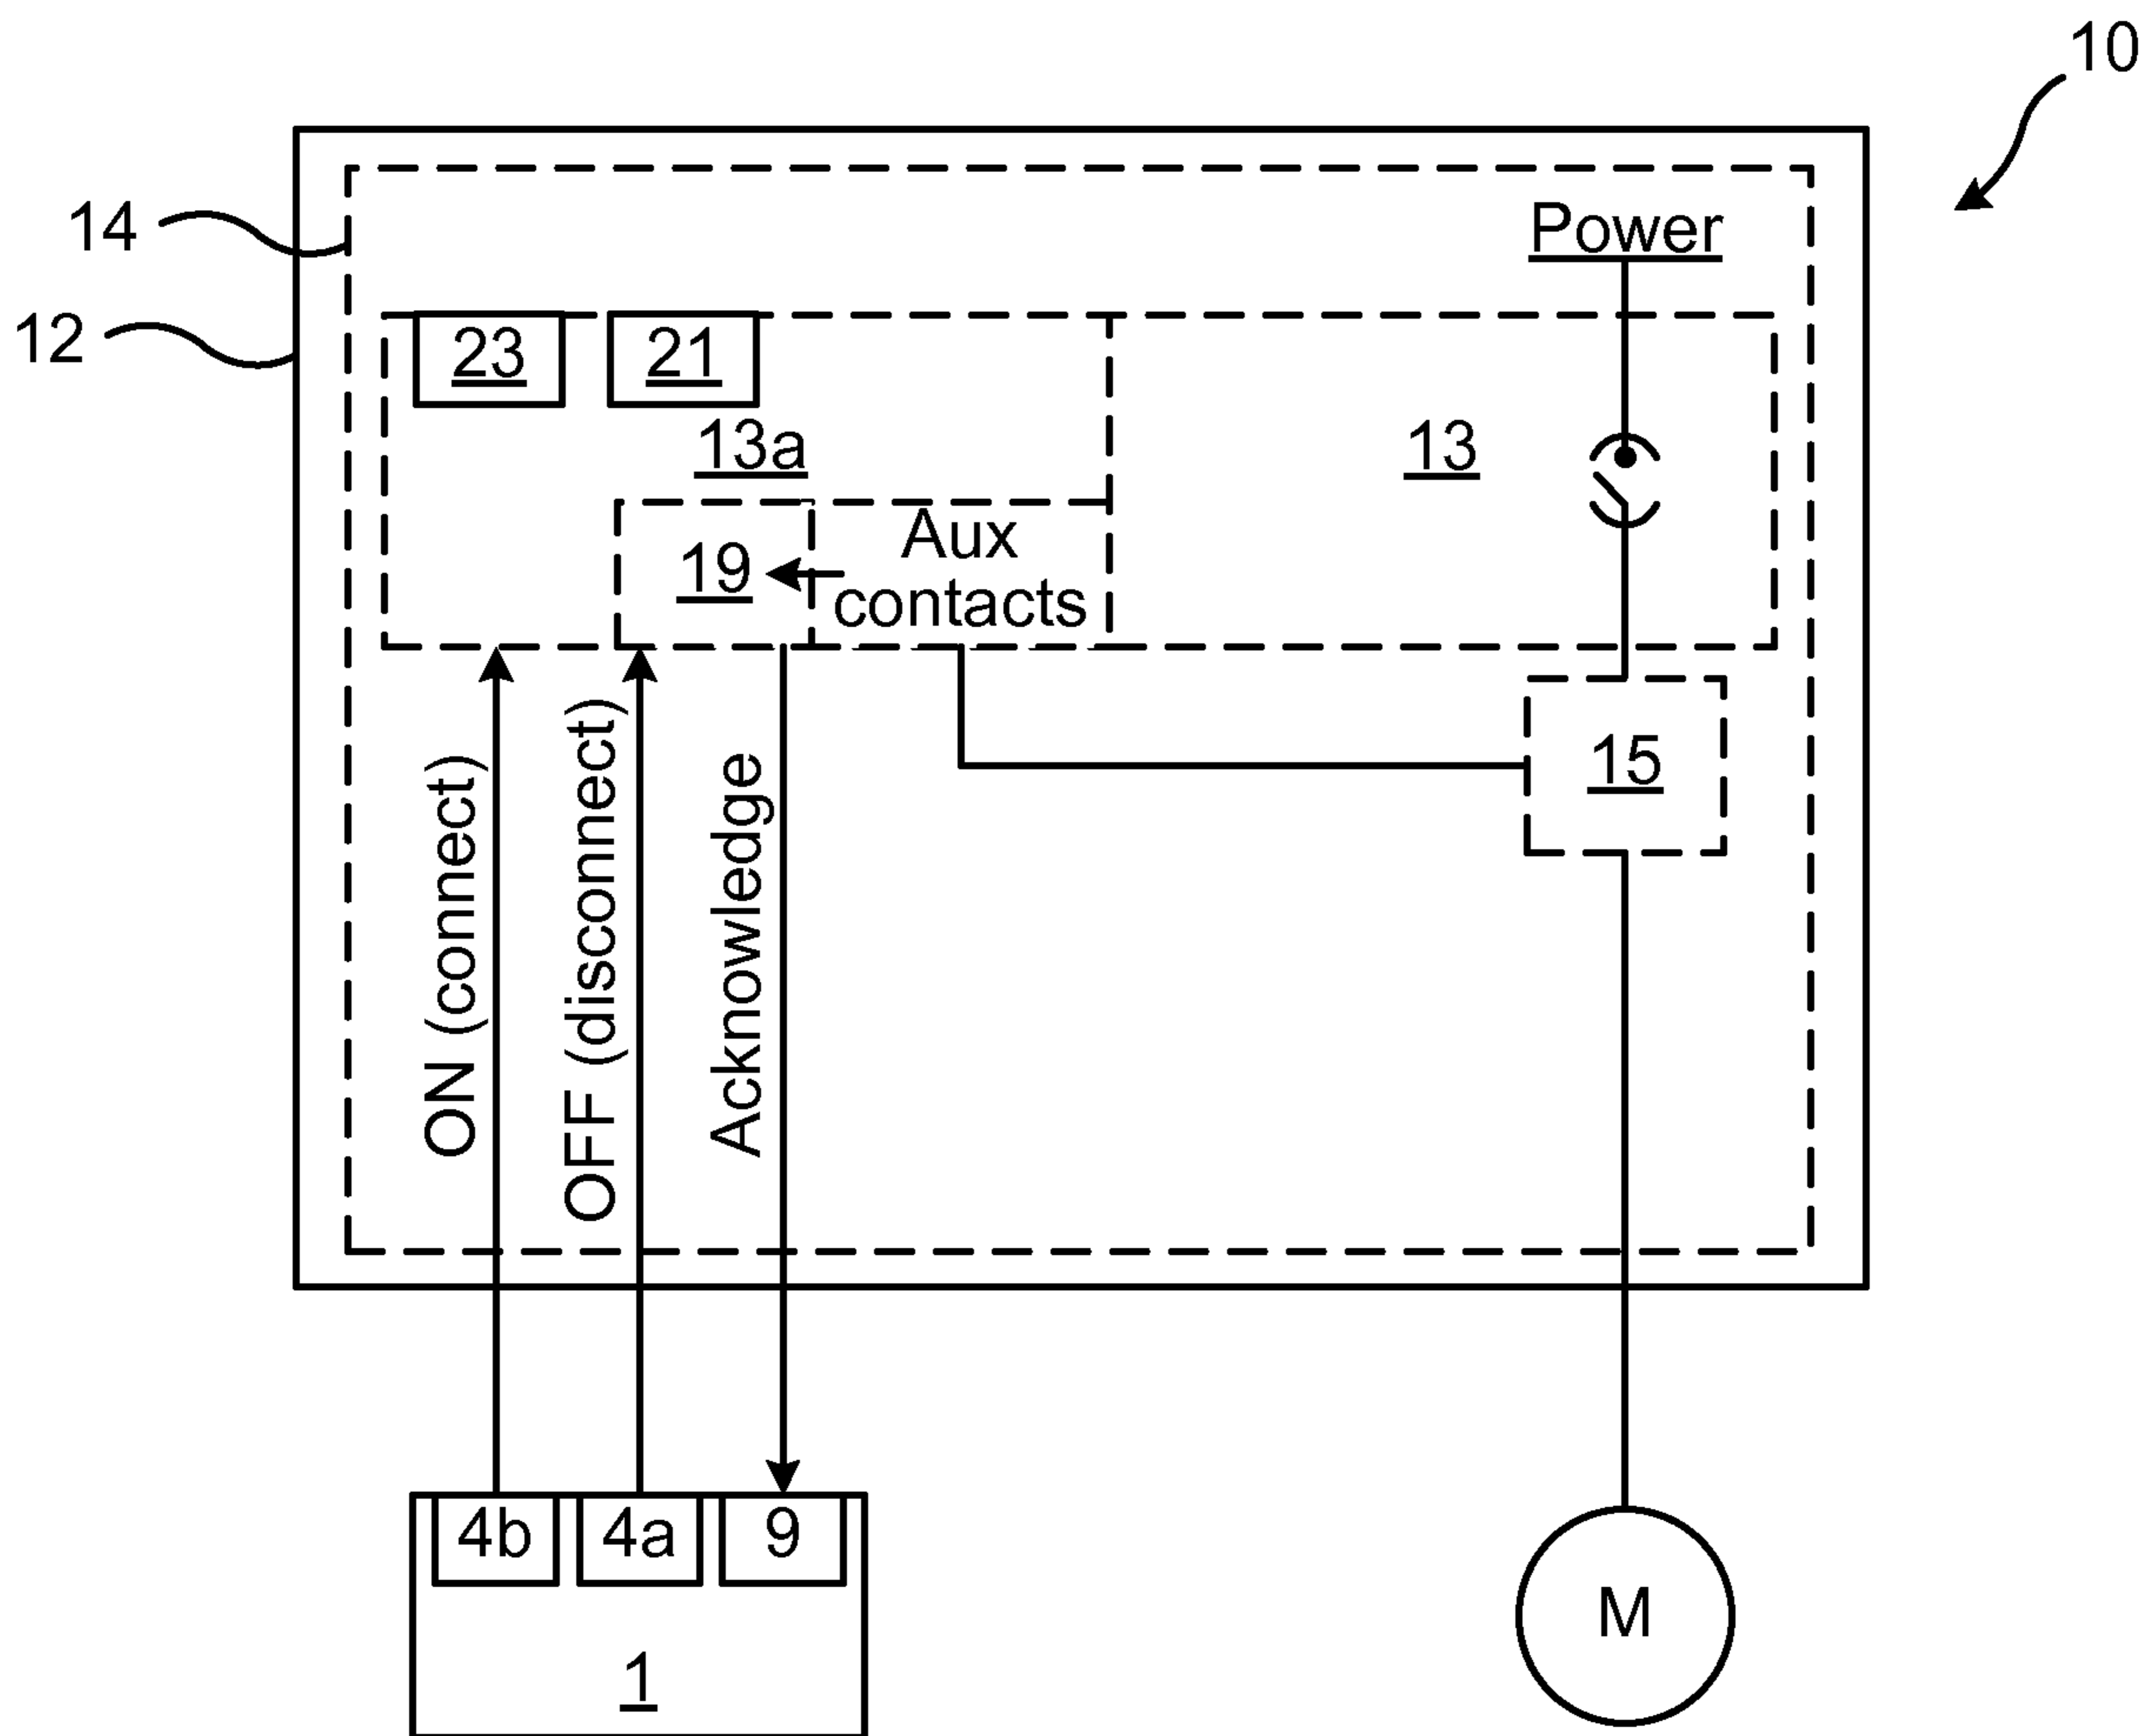 10
14
Power
12
23
21
13a
13
19
Aux
contacts
15
ON (connect)
OFF (disconnect)
Acknowledge
4b
4a
9
M
1